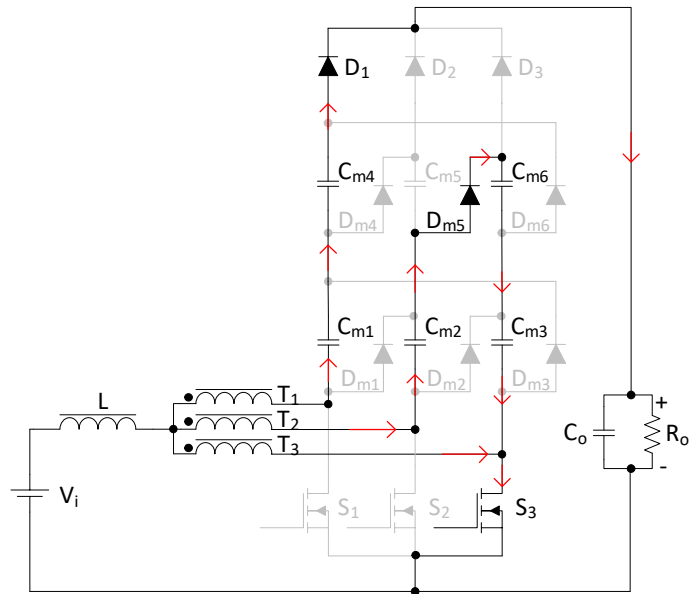 D₁ D₂ D₃
Cₘ₄ Cₘ₅ Cₘ₆
Dₘ₄ Dₘ₅ Dₘ₆
Cₘ₁ Cₘ₂ Cₘ₃
Dₘ₁ Dₘ₂ Dₘ₃
L T₁
T₂
T₃
+
Cₒ Rₒ
-
Vᵢ
S₁ S₂ S₃